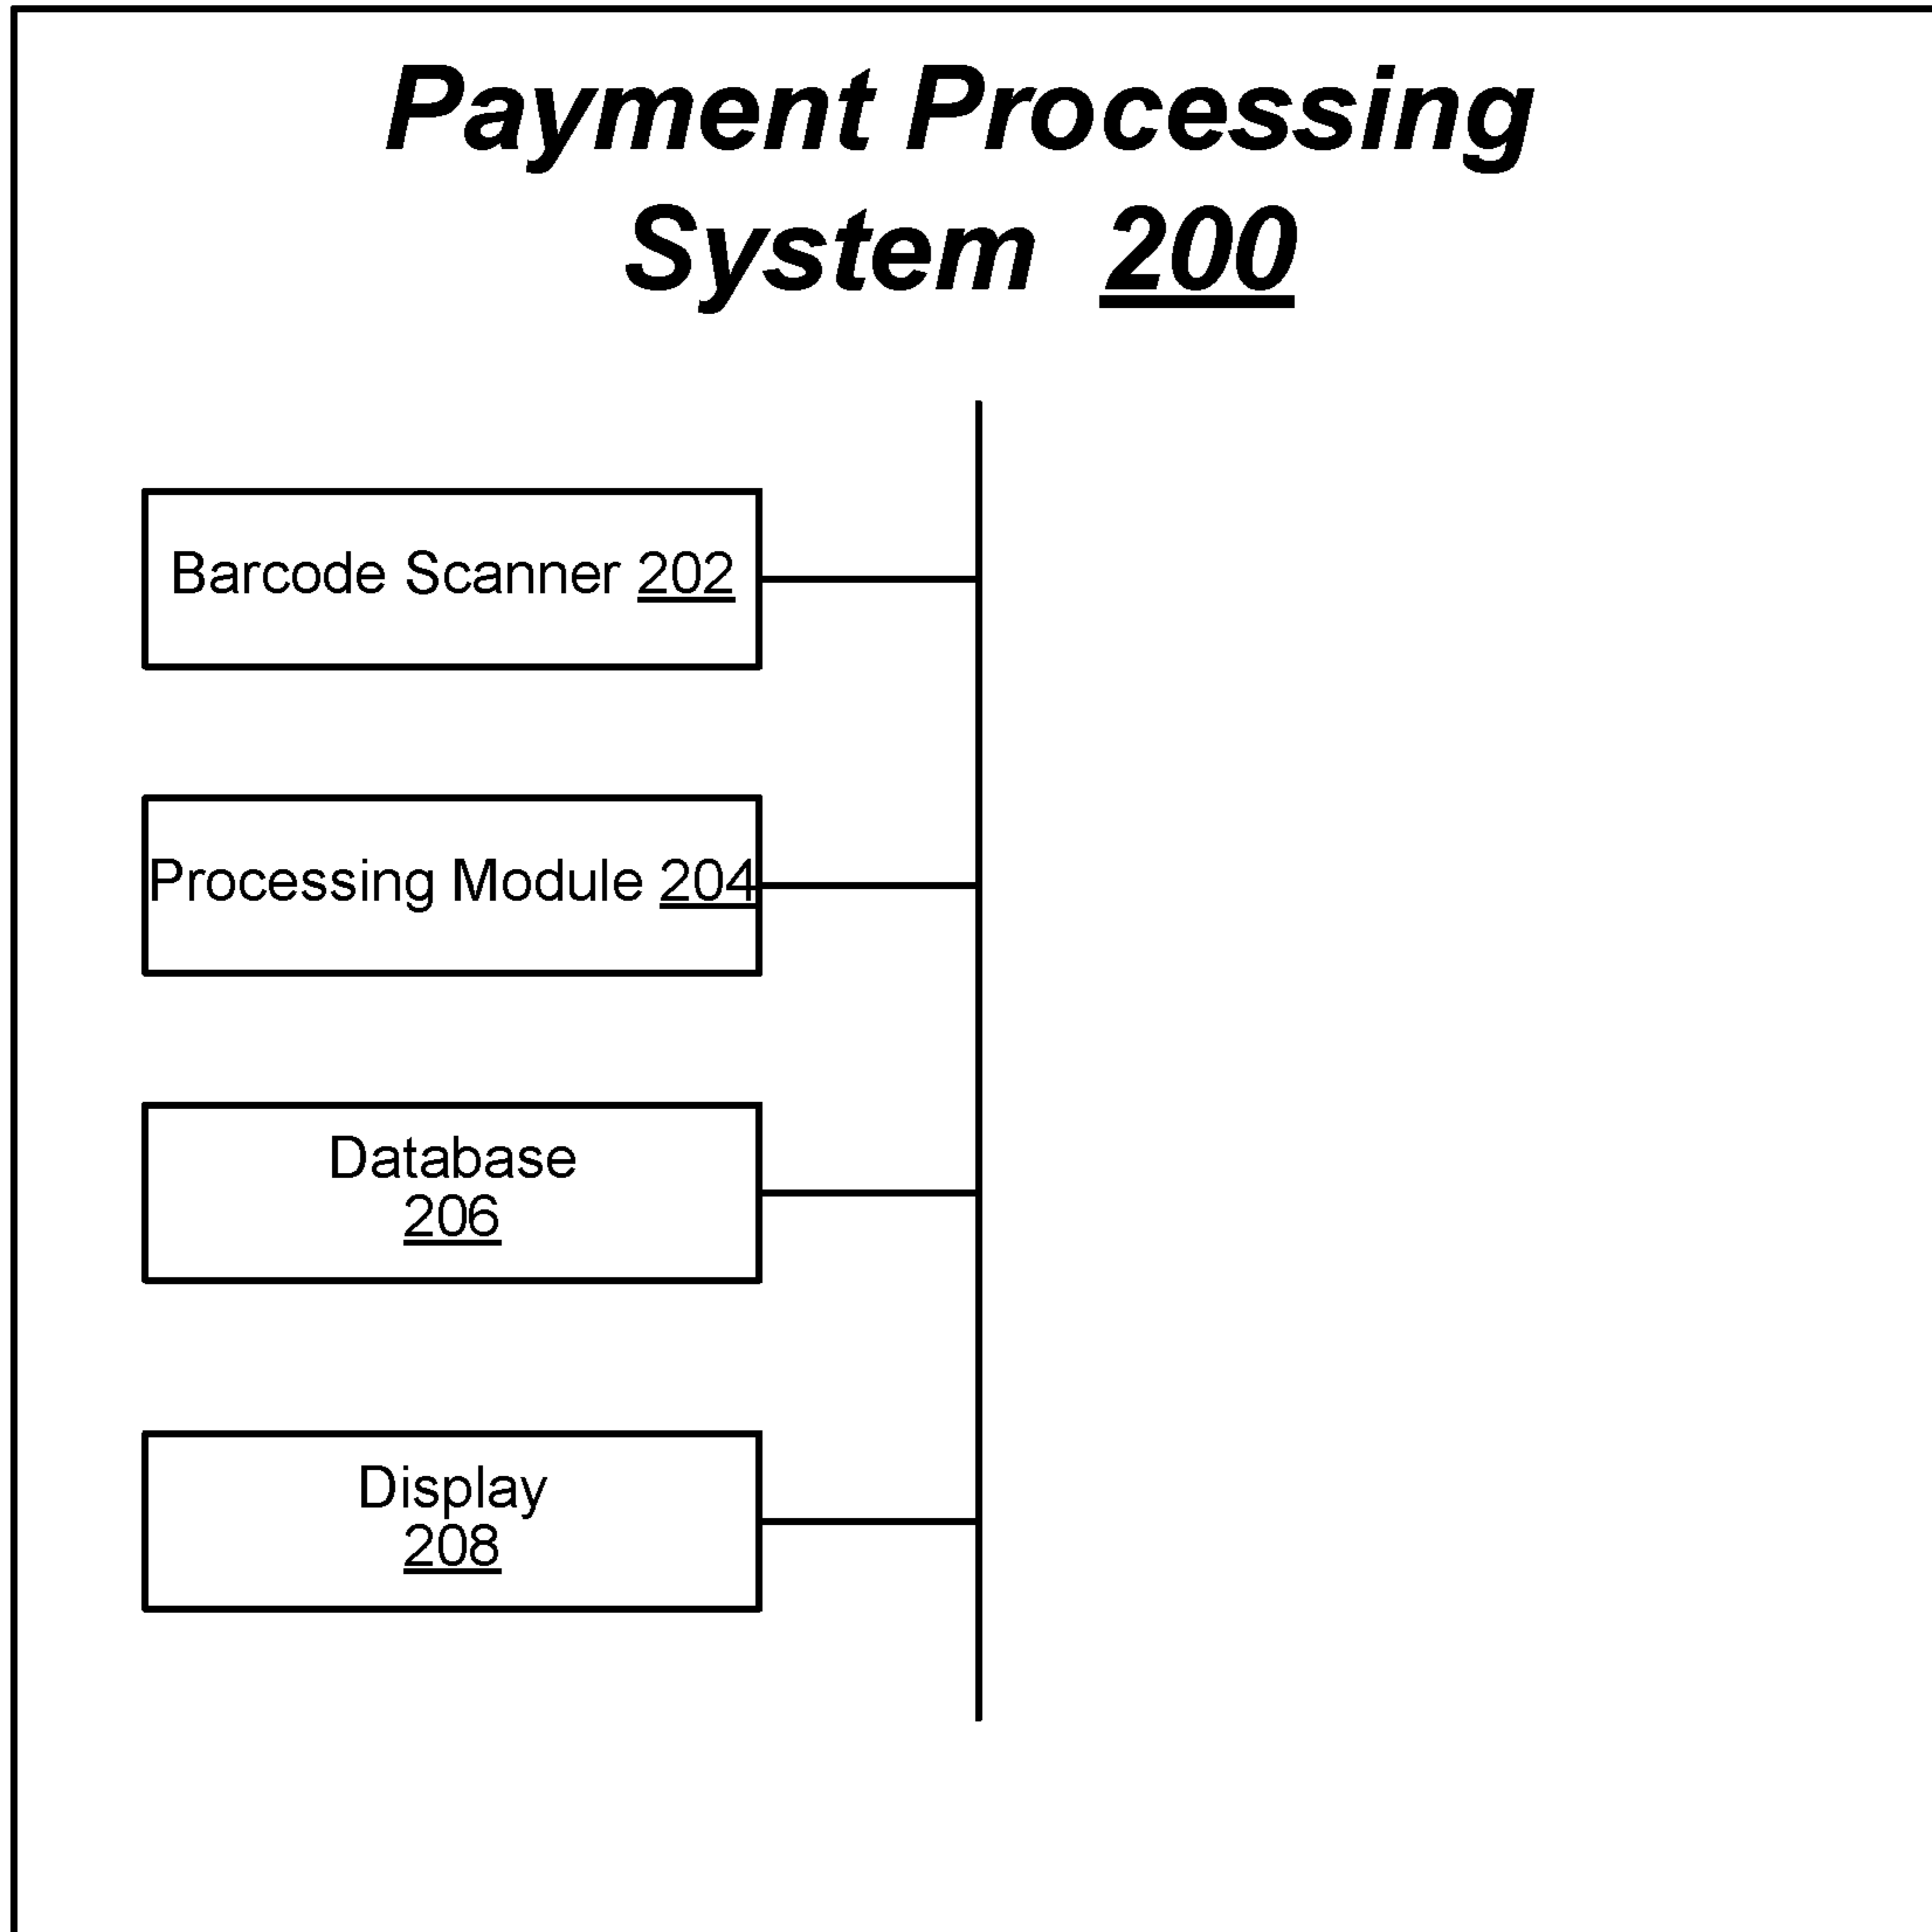 Payment Processing
System 200
Barcode Scanner 202
Processing Module 204
Database
206
Display
208